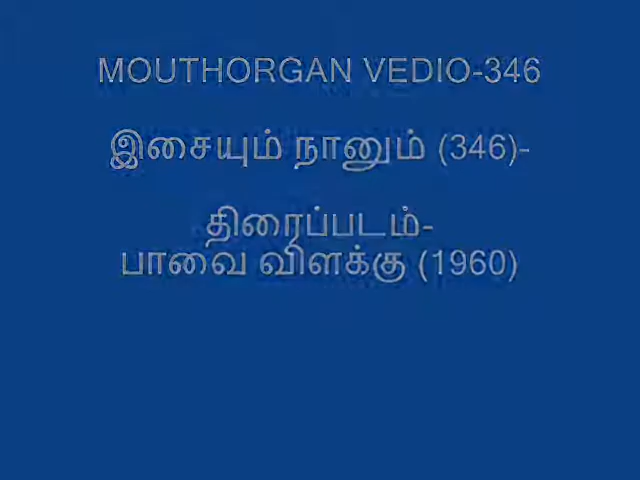 MOUTHORGAN VEDIO-346
இசையும் நானும் (346)-
திரைப்படம்-
பாவை விளக்கு (1960)